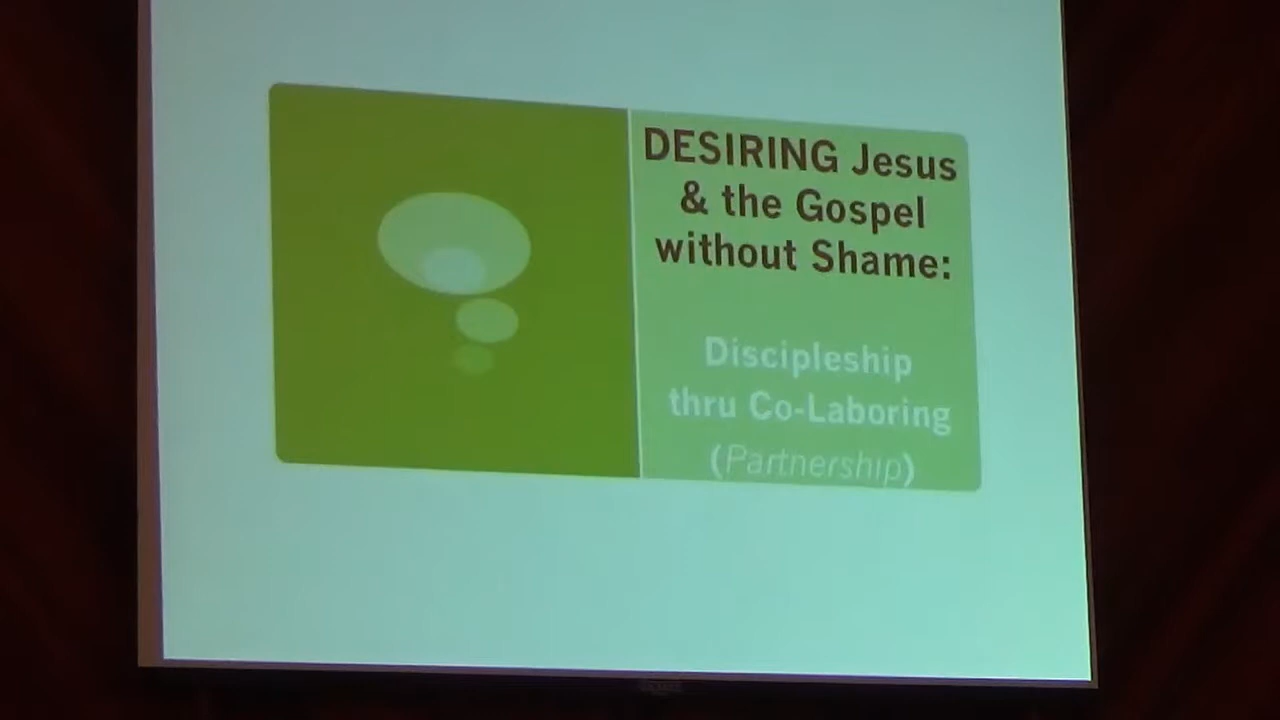 DESIRING Jesus
& the Gospel
without Shame:
Discipleship
thru Co-Laboring
(Partnership)